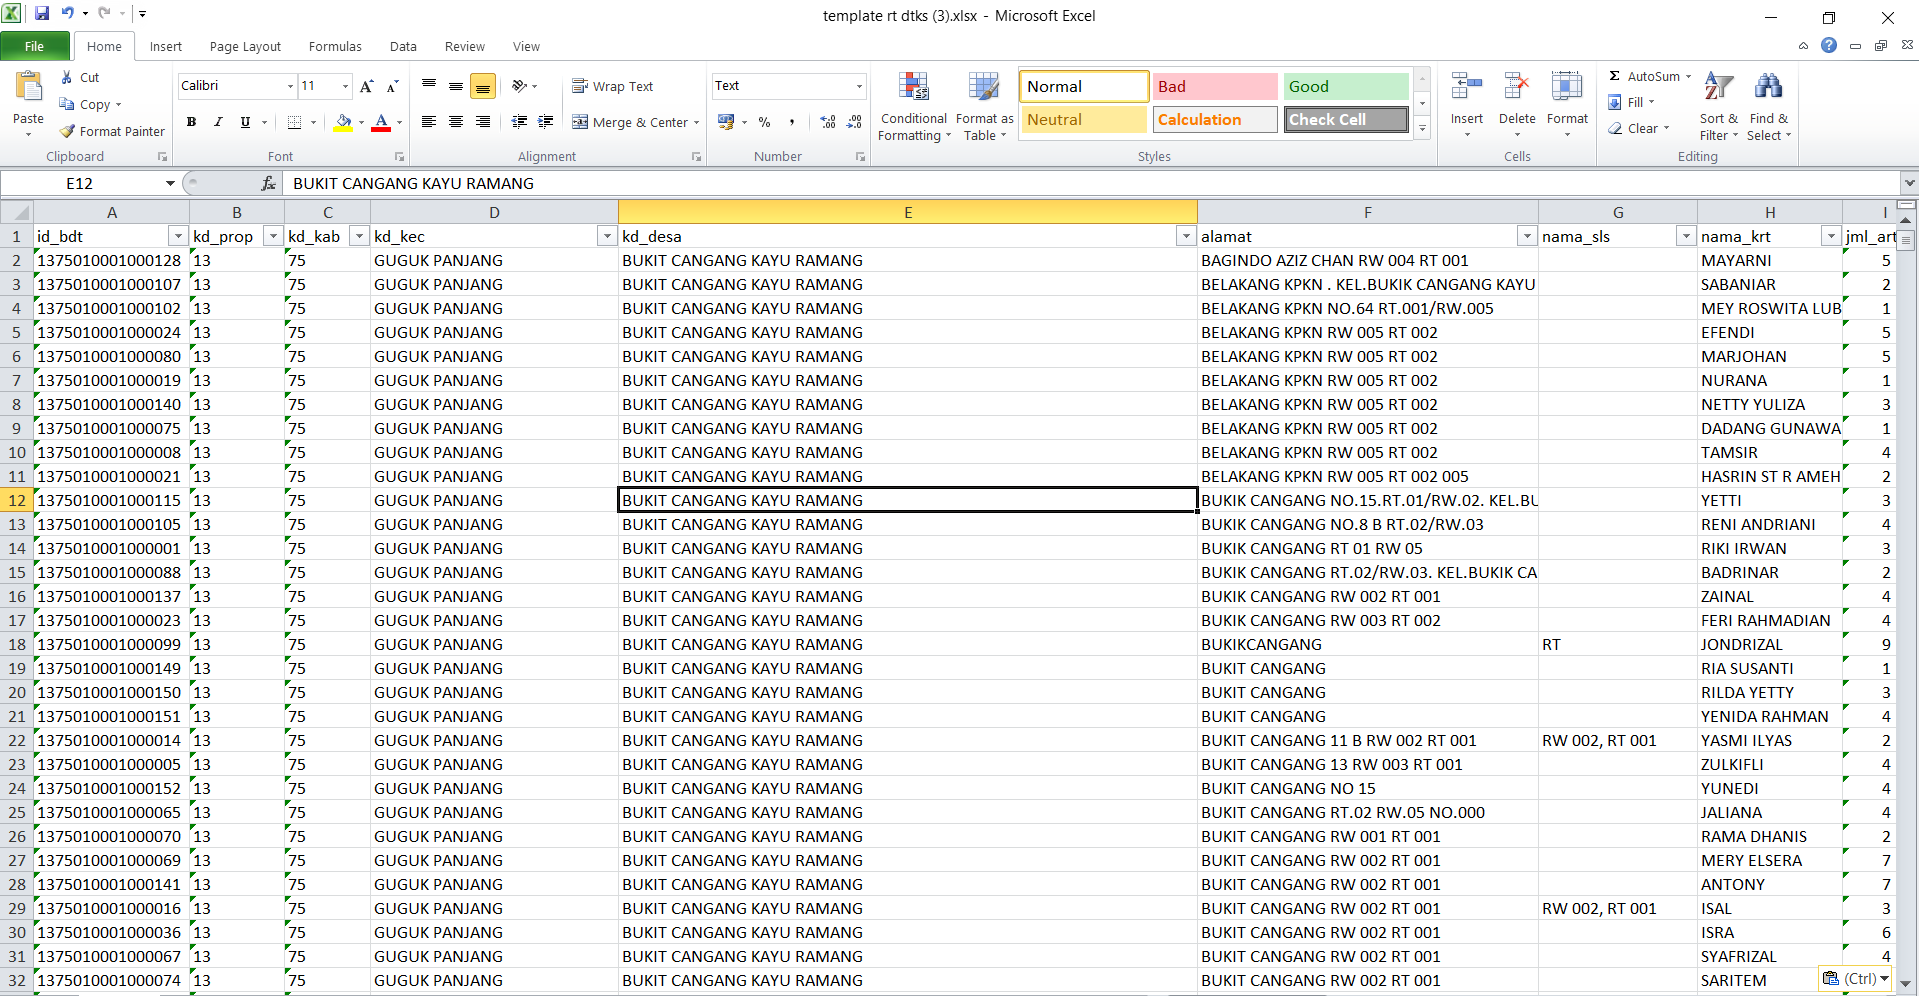 template rt dtks (3).xlsx - Microsoft Excel
File Home Insert Page Layout Formulas Data Review View
Paste Cut Copy Format Painter Clipboard
Calibri 11 A A B I U A Font
Wrap Text Merge & Center Alignment
Text % , Number
Conditional Formatting Format as Table
Normal Bad Good
Neutral Calculation Check Cell
Styles
Insert Delete Format Cells
Σ AutoSum Fill Clear Sort & Filter Find & Select Editing
E12 fx BUKIT CANGANG KAYU RAMANG
A B C D E F G H I
1 id_bdt kd_prop kd_kab kd_kec kd_desa alamat nama_sls nama_krt jml_art
2 1375010001000128 13 75 GUGUK PANJANG BUKIT CANGANG KAYU RAMANG BAGINDO AZIZ CHAN RW 004 RT 001 MAYARNI 5
3 1375010001000107 13 75 GUGUK PANJANG BUKIT CANGANG KAYU RAMANG BELAKANG KPKN . KEL.BUKIK CANGANG KAYU SABANIAR 2
4 1375010001000102 13 75 GUGUK PANJANG BUKIT CANGANG KAYU RAMANG BELAKANG KPKN NO.64 RT.001/RW.005 MEY ROSWITA LUB 1
5 1375010001000024 13 75 GUGUK PANJANG BUKIT CANGANG KAYU RAMANG BELAKANG KPKN RW 005 RT 002 EFENDI 5
6 1375010001000080 13 75 GUGUK PANJANG BUKIT CANGANG KAYU RAMANG BELAKANG KPKN RW 005 RT 002 MARJOHAN 5
7 1375010001000019 13 75 GUGUK PANJANG BUKIT CANGANG KAYU RAMANG BELAKANG KPKN RW 005 RT 002 NURANA 1
8 1375010001000140 13 75 GUGUK PANJANG BUKIT CANGANG KAYU RAMANG BELAKANG KPKN RW 005 RT 002 NETTY YULIZA 3
9 1375010001000075 13 75 GUGUK PANJANG BUKIT CANGANG KAYU RAMANG BELAKANG KPKN RW 005 RT 002 DADANG GUNAWA 1
10 1375010001000008 13 75 GUGUK PANJANG BUKIT CANGANG KAYU RAMANG BELAKANG KPKN RW 005 RT 002 TAMSIR 4
11 1375010001000021 13 75 GUGUK PANJANG BUKIT CANGANG KAYU RAMANG BELAKANG KPKN RW 005 RT 002 005 HASRIN ST R AMEH 2
12 1375010001000115 13 75 GUGUK PANJANG BUKIT CANGANG KAYU RAMANG BUKIK CANGANG NO.15.RT.01/RW.02. KEL.BU YETTI 3
13 1375010001000105 13 75 GUGUK PANJANG BUKIT CANGANG KAYU RAMANG BUKIK CANGANG NO.8 B RT.02/RW.03 RENI ANDRIANI 4
14 1375010001000001 13 75 GUGUK PANJANG BUKIT CANGANG KAYU RAMANG BUKIK CANGANG RT 01 RW 05 RIKI IRWAN 3
15 1375010001000088 13 75 GUGUK PANJANG BUKIT CANGANG KAYU RAMANG BUKIK CANGANG RT.02/RW.03. KEL.BUKIK CA BADRINAR 2
16 1375010001000137 13 75 GUGUK PANJANG BUKIT CANGANG KAYU RAMANG BUKIK CANGANG RW 002 RT 001 ZAINAL 4
17 1375010001000023 13 75 GUGUK PANJANG BUKIT CANGANG KAYU RAMANG BUKIK CANGANG RW 003 RT 002 FERI RAHMADIAN 4
18 1375010001000099 13 75 GUGUK PANJANG BUKIT CANGANG KAYU RAMANG BUKIKCANGANG RT JONDRIZAL 9
19 1375010001000149 13 75 GUGUK PANJANG BUKIT CANGANG KAYU RAMANG BUKIT CANGANG RIA SUSANTI 1
20 1375010001000150 13 75 GUGUK PANJANG BUKIT CANGANG KAYU RAMANG BUKIT CANGANG RILDA YETTY 3
21 1375010001000151 13 75 GUGUK PANJANG BUKIT CANGANG KAYU RAMANG BUKIT CANGANG YENIDA RAHMAN 4
22 1375010001000014 13 75 GUGUK PANJANG BUKIT CANGANG KAYU RAMANG BUKIT CANGANG 11 B RW 002 RT 001 RW 002, RT 001 YASMI ILYAS 2
23 1375010001000005 13 75 GUGUK PANJANG BUKIT CANGANG KAYU RAMANG BUKIT CANGANG 13 RW 003 RT 001 ZULKIFLI 4
24 1375010001000152 13 75 GUGUK PANJANG BUKIT CANGANG KAYU RAMANG BUKIT CANGANG NO 15 YUNEDI 4
25 1375010001000065 13 75 GUGUK PANJANG BUKIT CANGANG KAYU RAMANG BUKIT CANGANG RT.02 RW.05 NO.000 JALIANA 4
26 1375010001000070 13 75 GUGUK PANJANG BUKIT CANGANG KAYU RAMANG BUKIT CANGANG RW 001 RT 001 RAMA DHANIS 2
27 1375010001000069 13 75 GUGUK PANJANG BUKIT CANGANG KAYU RAMANG BUKIT CANGANG RW 002 RT 001 MERY ELSERA 7
28 1375010001000141 13 75 GUGUK PANJANG BUKIT CANGANG KAYU RAMANG BUKIT CANGANG RW 002 RT 001 ANTONY 7
29 1375010001000016 13 75 GUGUK PANJANG BUKIT CANGANG KAYU RAMANG BUKIT CANGANG RW 002 RT 001 RW 002, RT 001 ISAL 3
30 1375010001000036 13 75 GUGUK PANJANG BUKIT CANGANG KAYU RAMANG BUKIT CANGANG RW 002 RT 001 ISRA 6
31 1375010001000067 13 75 GUGUK PANJANG BUKIT CANGANG KAYU RAMANG BUKIT CANGANG RW 002 RT 001 SYAFRIZAL 4
32 1375010001000074 13 75 GUGUK PANJANG BUKIT CANGANG KAYU RAMANG BUKIT CANGANG RW 002 RT 001 SARITEM (Ctrl)